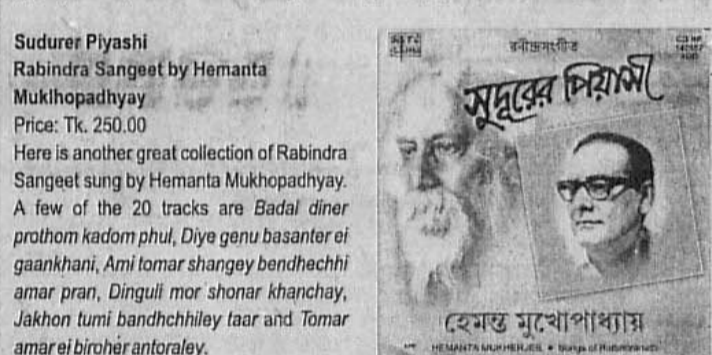 Sudurer Piyashi
Rabindra Sangeet by Hemanta
Muklhopadhyay
Price: Tk. 250.00
Here is another great collection of Rabindra
Sangeet sung by Hemanta Mukhopadhyay.
A few of the 20 tracks are Badal diner
prothom kadom phul, Diye genu basanter ei
gaankhani, Ami tomar shangey bendhechhi
amar pran, Dinguli mor shonar khanchay,
Jakhon tumi bandhchhiley taar and Tomar
amar ei biroher antoraley.
রবীন্দ্রসংগীত
সুদূরের পিয়াসী
হেমন্ত মুখোপাধ্যায়
HEMANTA MUKHERJEE